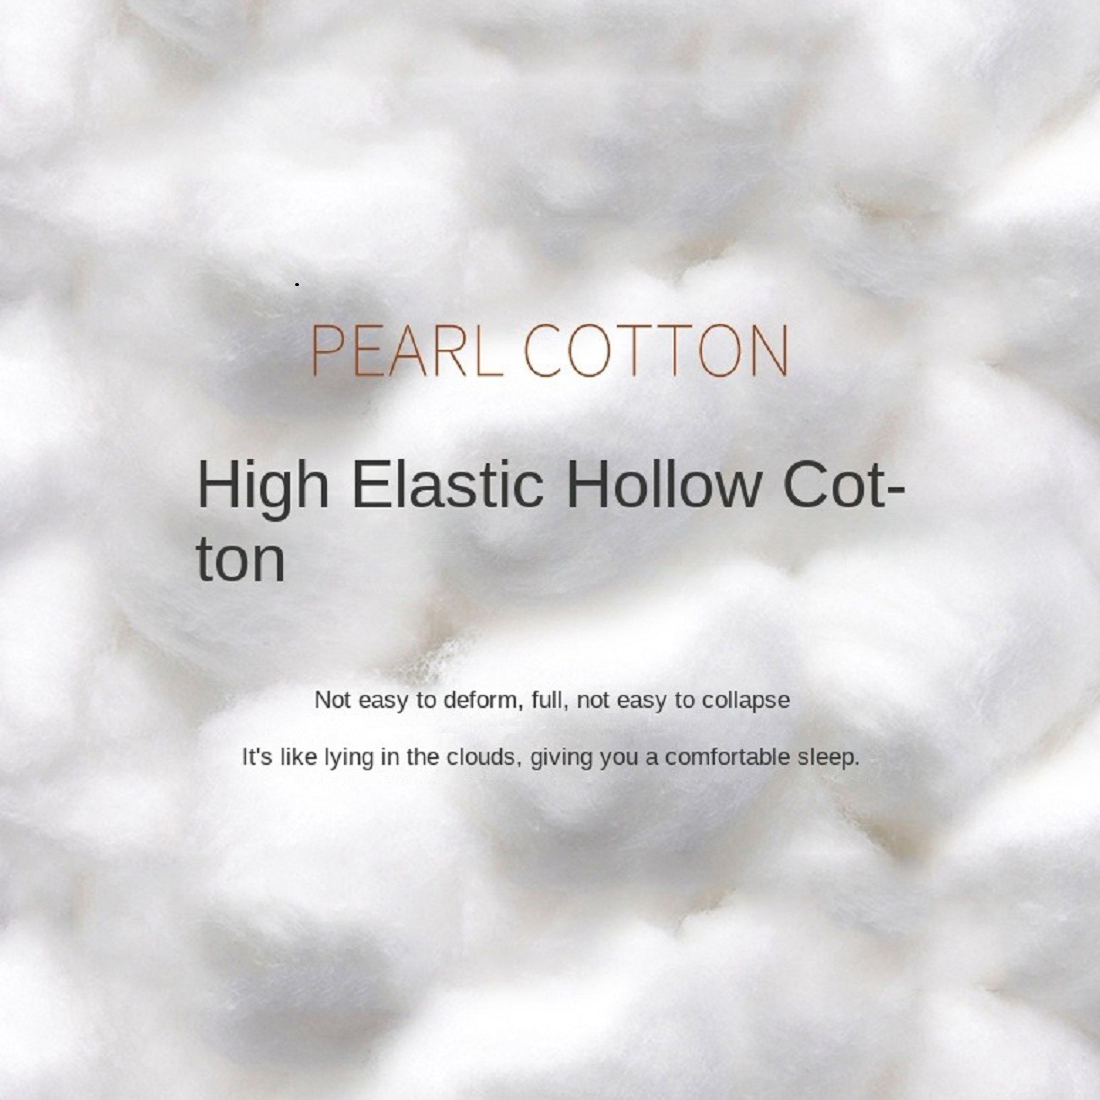 PEARL COTTON
High Elastic Hollow Cot-
ton
Not easy to deform, full, not easy to collapse
It's like lying in the clouds, giving you a comfortable sleep.